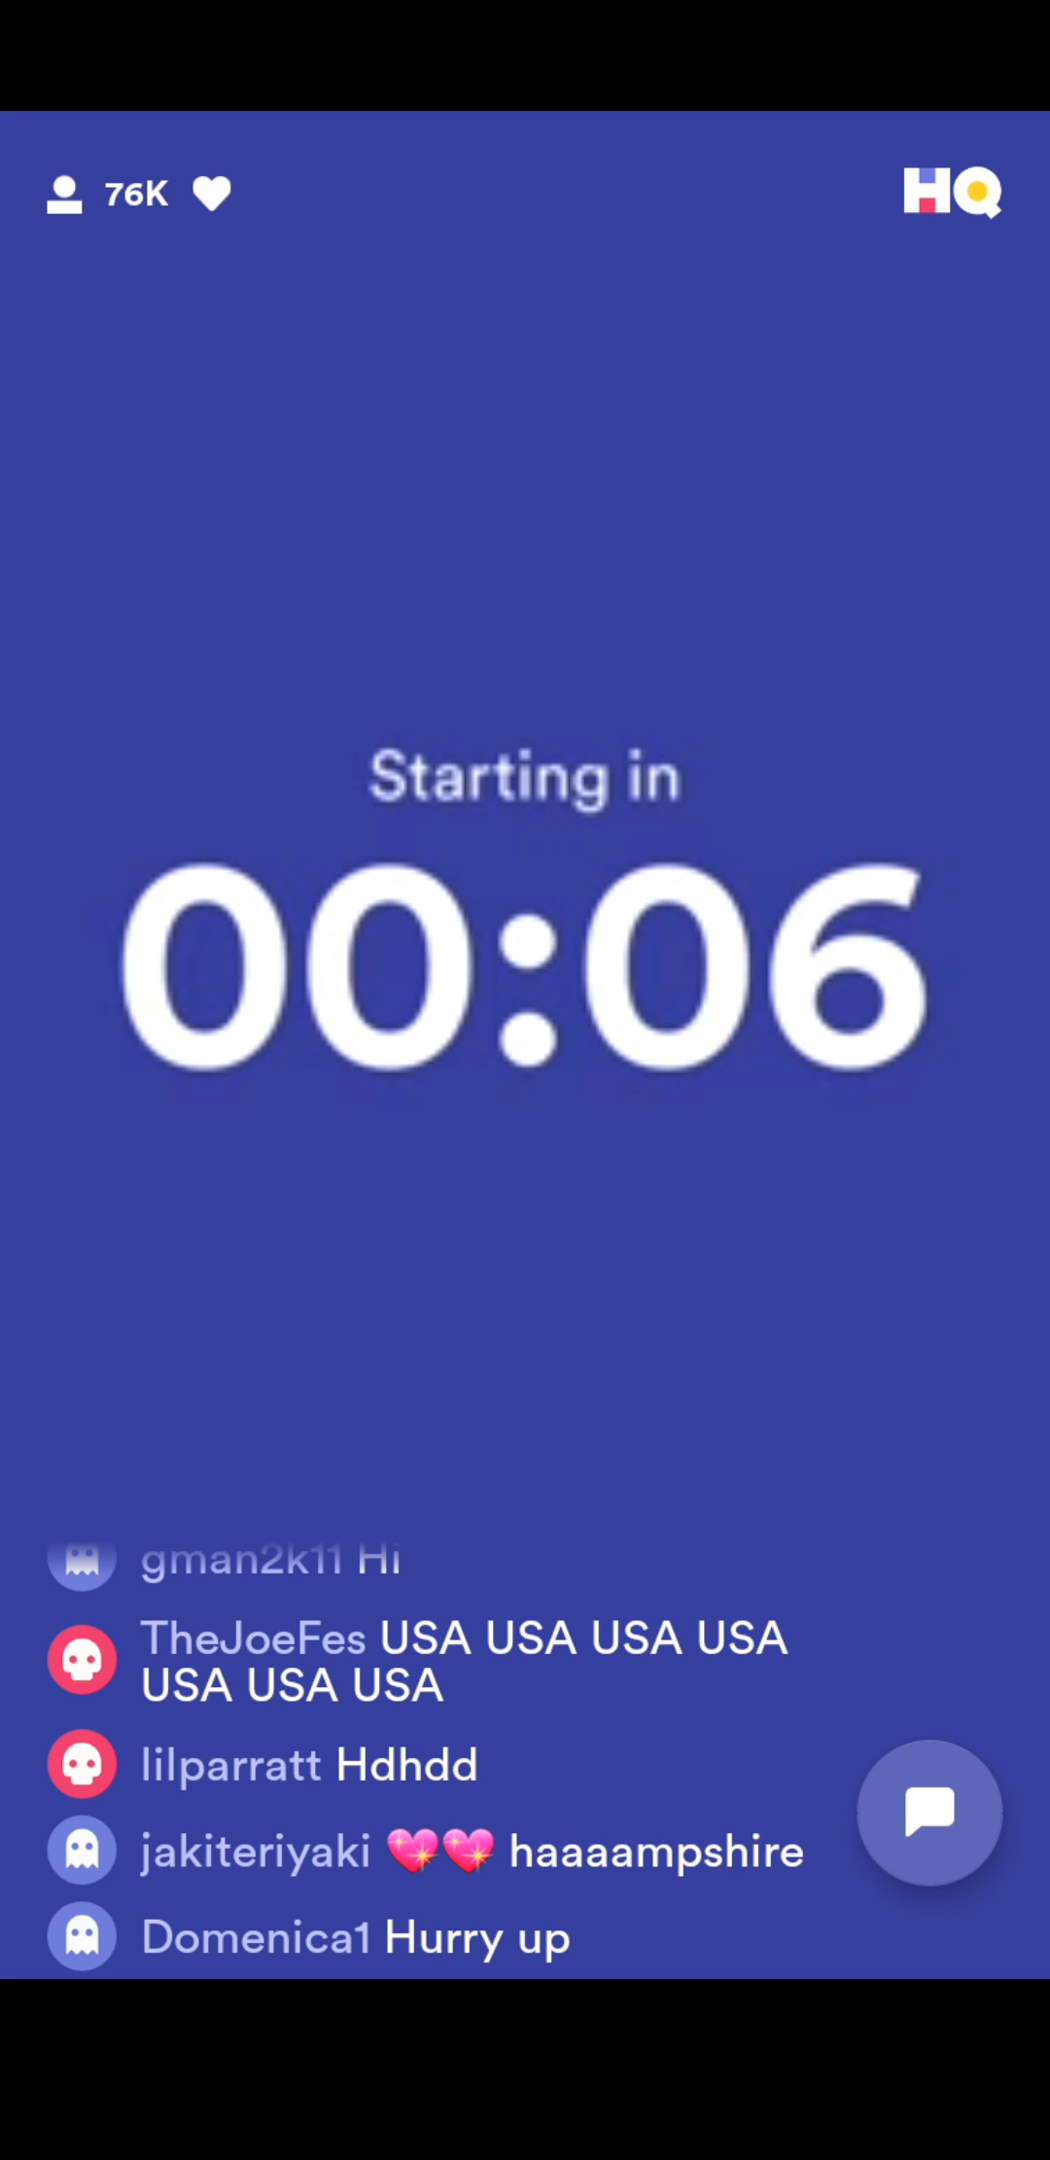 76K
HQ
Starting in
00:06
gman2k11 Hi
TheJoeFes USA USA USA USA
USA USA USA
lilparratt Hdhdd
jakiteriyaki 💖💖 haaaampshire
Domenica1 Hurry up